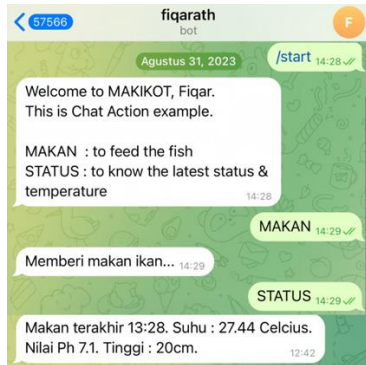 57566
fiqarath
bot
F
Agustus 31, 2023
/start 14:28
Welcome to MAKIKOT, Fiqar.
This is Chat Action example.
MAKAN : to feed the fish
STATUS : to know the latest status &
temperature
14:28
MAKAN 14:29
Memberi makan ikan... 14:29
STATUS 14:29
Makan terakhir 13:28. Suhu : 27.44 Celcius.
Nilai Ph 7.1. Tinggi : 20cm.
12:42